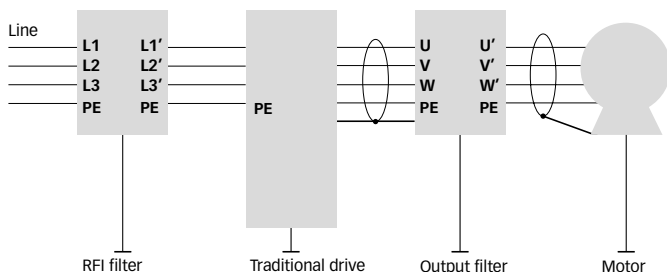 Line
L1 L1′ U U′
L2 L2′ V V′
L3 L3′ W W′
PE PE PE PE PE
RFI filter Traditional drive Output filter Motor